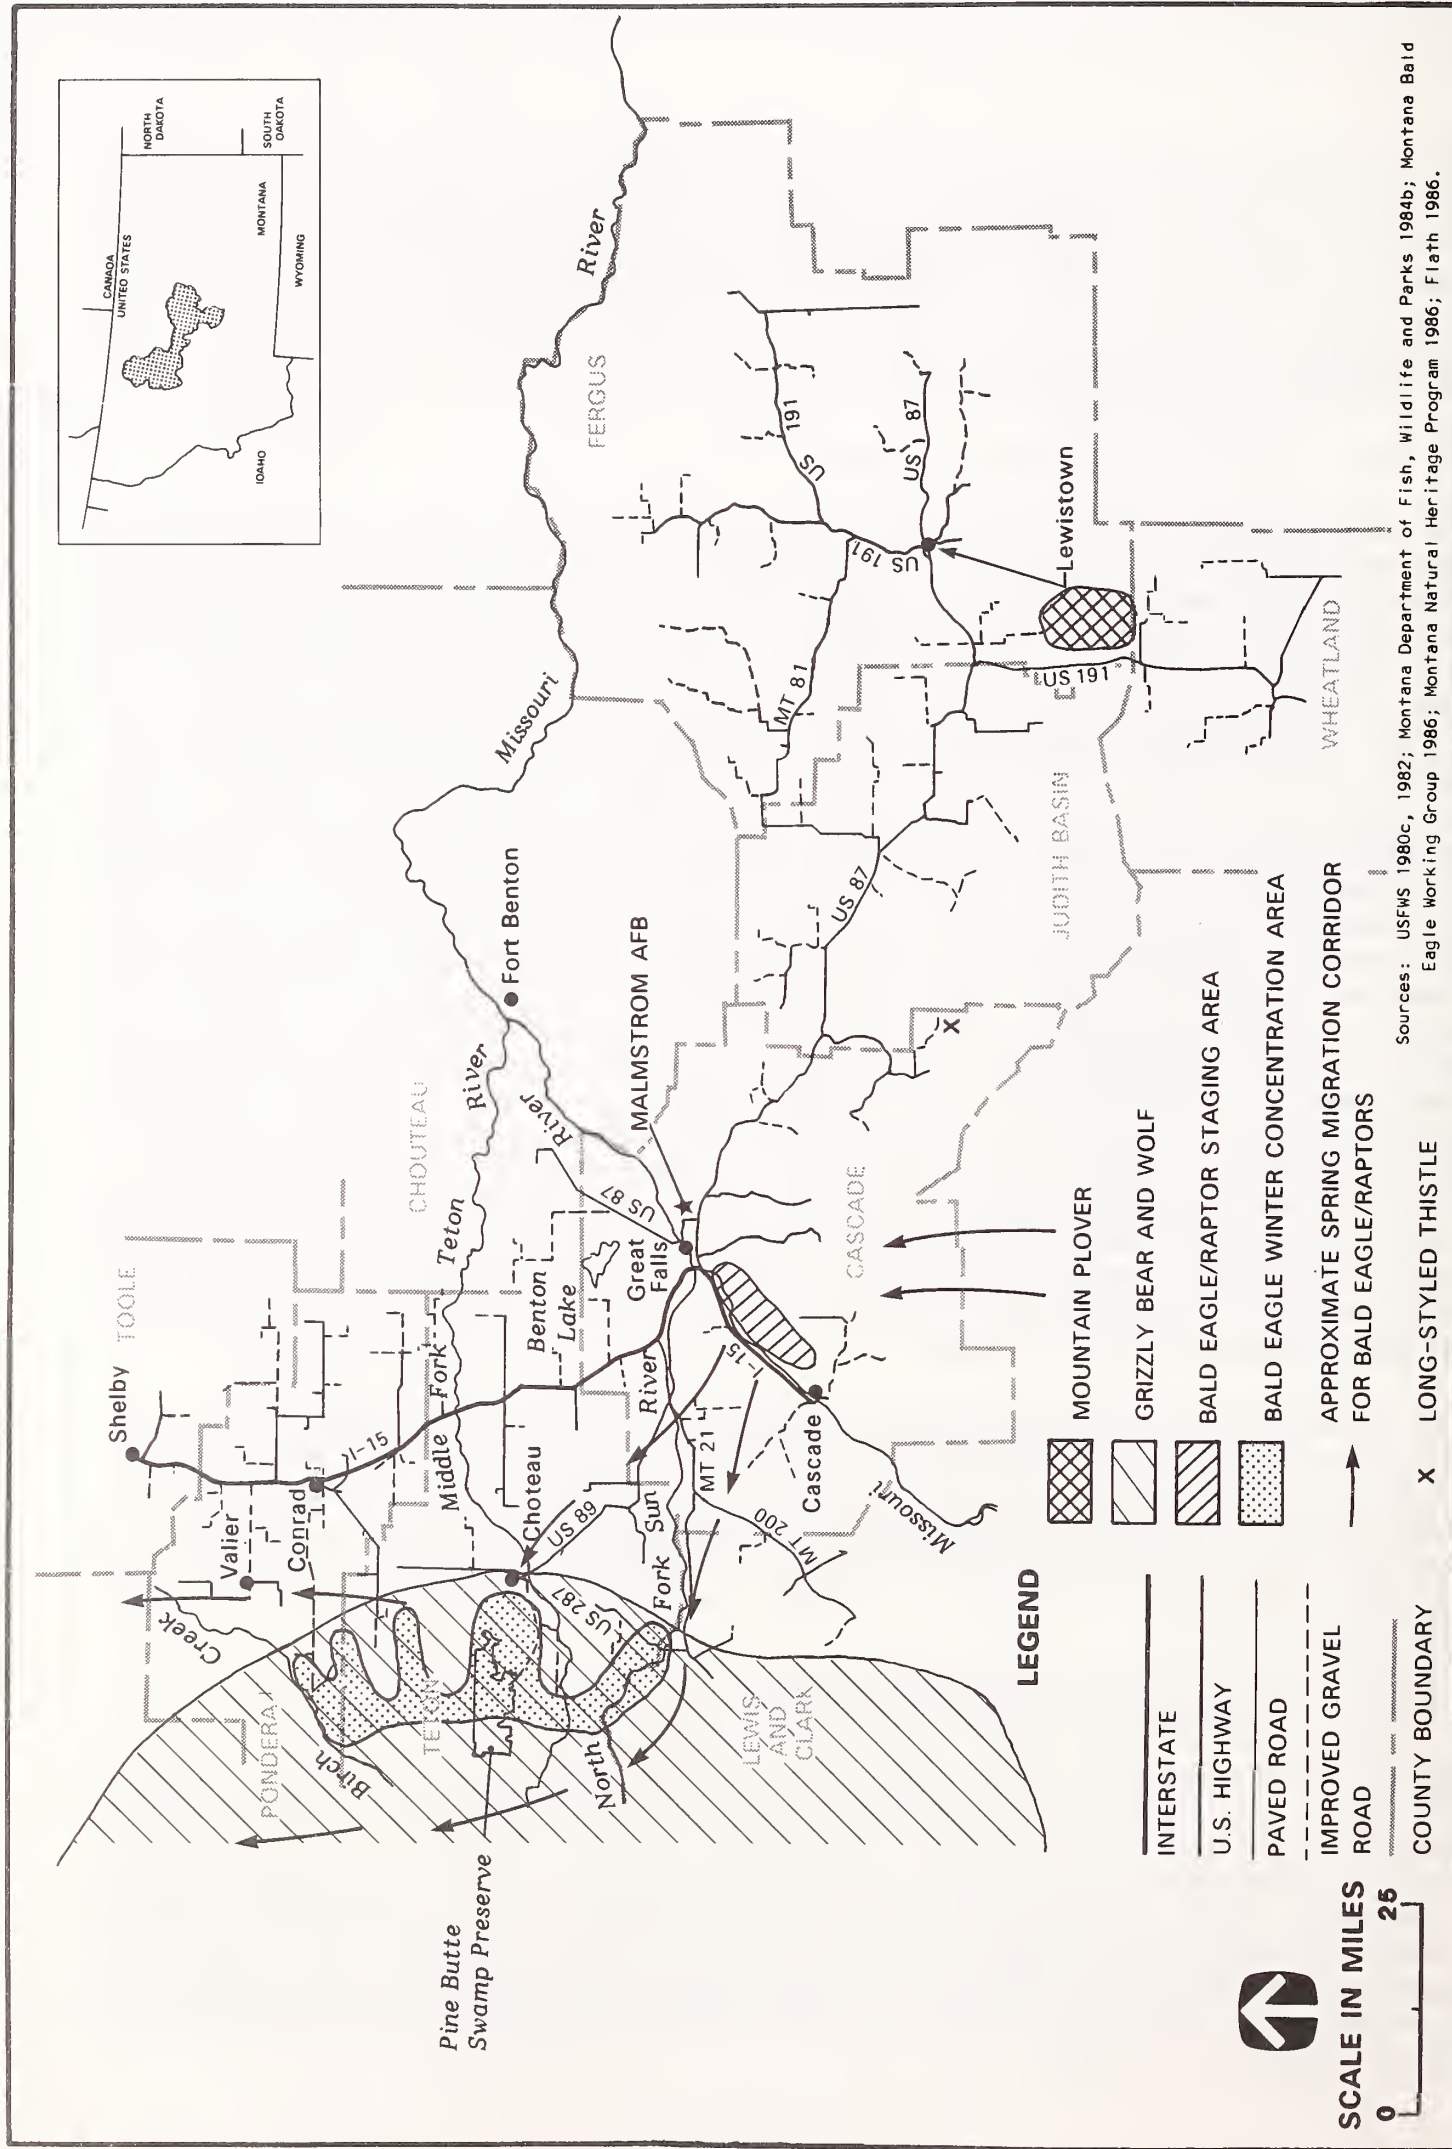 CANAOA
UNITED STATES
NORTH
DAKOTA
SOUTH
OAKOTA
MONTANA
WYOMING
IOAHO
Shelby
TOOLE
Valier
Conrad
I-15
Creek
Birch
PONDERA
TETON
Pine Butte
Swamp Preserve
Middle Fork
Teton River
CHOUTEAU
Choteau
US 89
US 287
Benton
Lake
Great
Falls
US 87
River
Fort Benton
MALMSTROM AFB
Missouri
River
FERGUS
North Fork Sun River
MT 21
MT 200
I-15
LEWIS
AND
CLARK
Cascade
Missouri
CASCADE
US 87
JUDITH BASIN
MT 81
US 191
US 191
US 87
Lewistown
US 191
WHEATLAND
X
LEGEND
INTERSTATE
U.S. HIGHWAY
PAVED ROAD
IMPROVED GRAVEL
ROAD
COUNTY BOUNDARY
MOUNTAIN PLOVER
GRIZZLY BEAR AND WOLF
BALD EAGLE/RAPTOR STAGING AREA
BALD EAGLE WINTER CONCENTRATION AREA
APPROXIMATE SPRING MIGRATION CORRIDOR
FOR BALD EAGLE/RAPTORS
X LONG-STYLED THISTLE
SCALE IN MILES
0 25
Sources: USFWS 1980c, 1982; Montana Department of Fish, Wildlife and Parks 1984b; Montana Bald
Eagle Working Group 1986; Montana Natural Heritage Program 1986; Flath 1986.